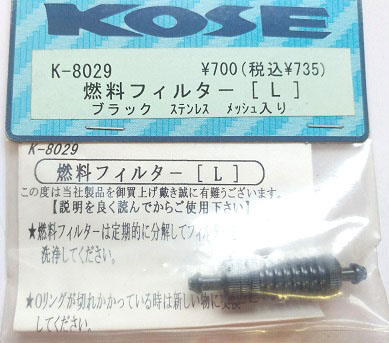 KOSE
K-8029 ¥700(税込¥735)
燃料フィルター[L]
ブラック ステンレス メッシュ入り
K-8029
燃料フィルター[L]
この度は当社製品を御買上げ戴き誠に有難うございます。
【説明を良く読んでからご使用下さい】
★燃料フィルターは定期的に分解してフィル
洗浄してください。
★Oリングが切れかかっている時は新しい物に交換
してください。